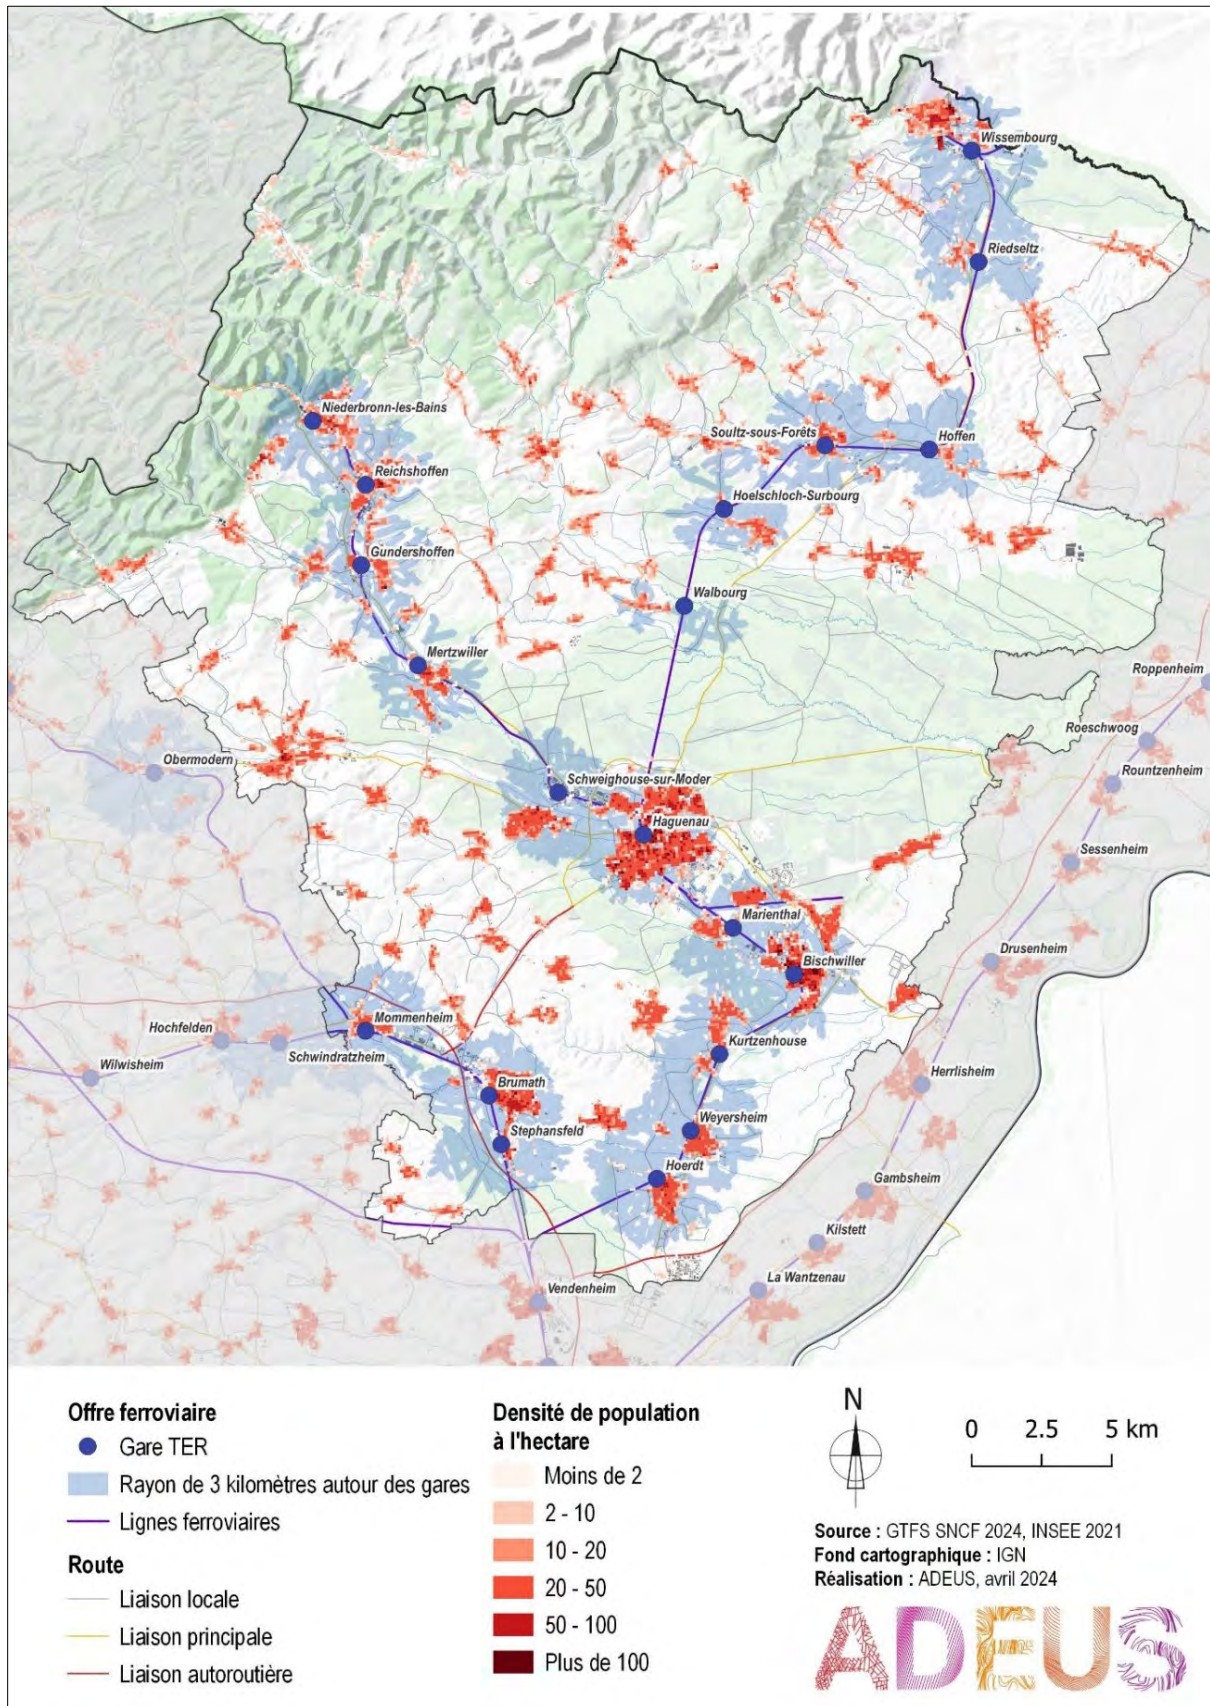 Wissembourg
Riedseltz
Niederbronn-les-Bains
Soultz-sous-Forêts
Hoffen
Reichshoffen
Hoelschloch-Surbourg
Gundershoffen
Walbourg
Mertzwiller
Roppenheim
Roeschwoog
Obermodern
Rountzenheim
Schweighouse-sur-Moder
Haguenau
Sessenheim
Marienthal
Drusenheim
Bischwiller
Mommenheim
Hochfelden
Kurtzenhouse
Schwindratzheim
Wilwisheim
Herrlisheim
Brumath
Weyersheim
Stephansfeld
Hoerdt
Gambsheim
Kilstett
La Wantzenau
Vendenheim
Offre ferroviaire
Gare TER
Rayon de 3 kilomètres autour des gares
Lignes ferroviaires
Route
Liaison locale
Liaison principale
Liaison autoroutière
Densité de population
à l'hectare
Moins de 2
2 - 10
10 - 20
20 - 50
50 - 100
Plus de 100
N
0 2.5 5 km
Source : GTFS SNCF 2024, INSEE 2021
Fond cartographique : IGN
Réalisation : ADEUS, avril 2024
ADEUS